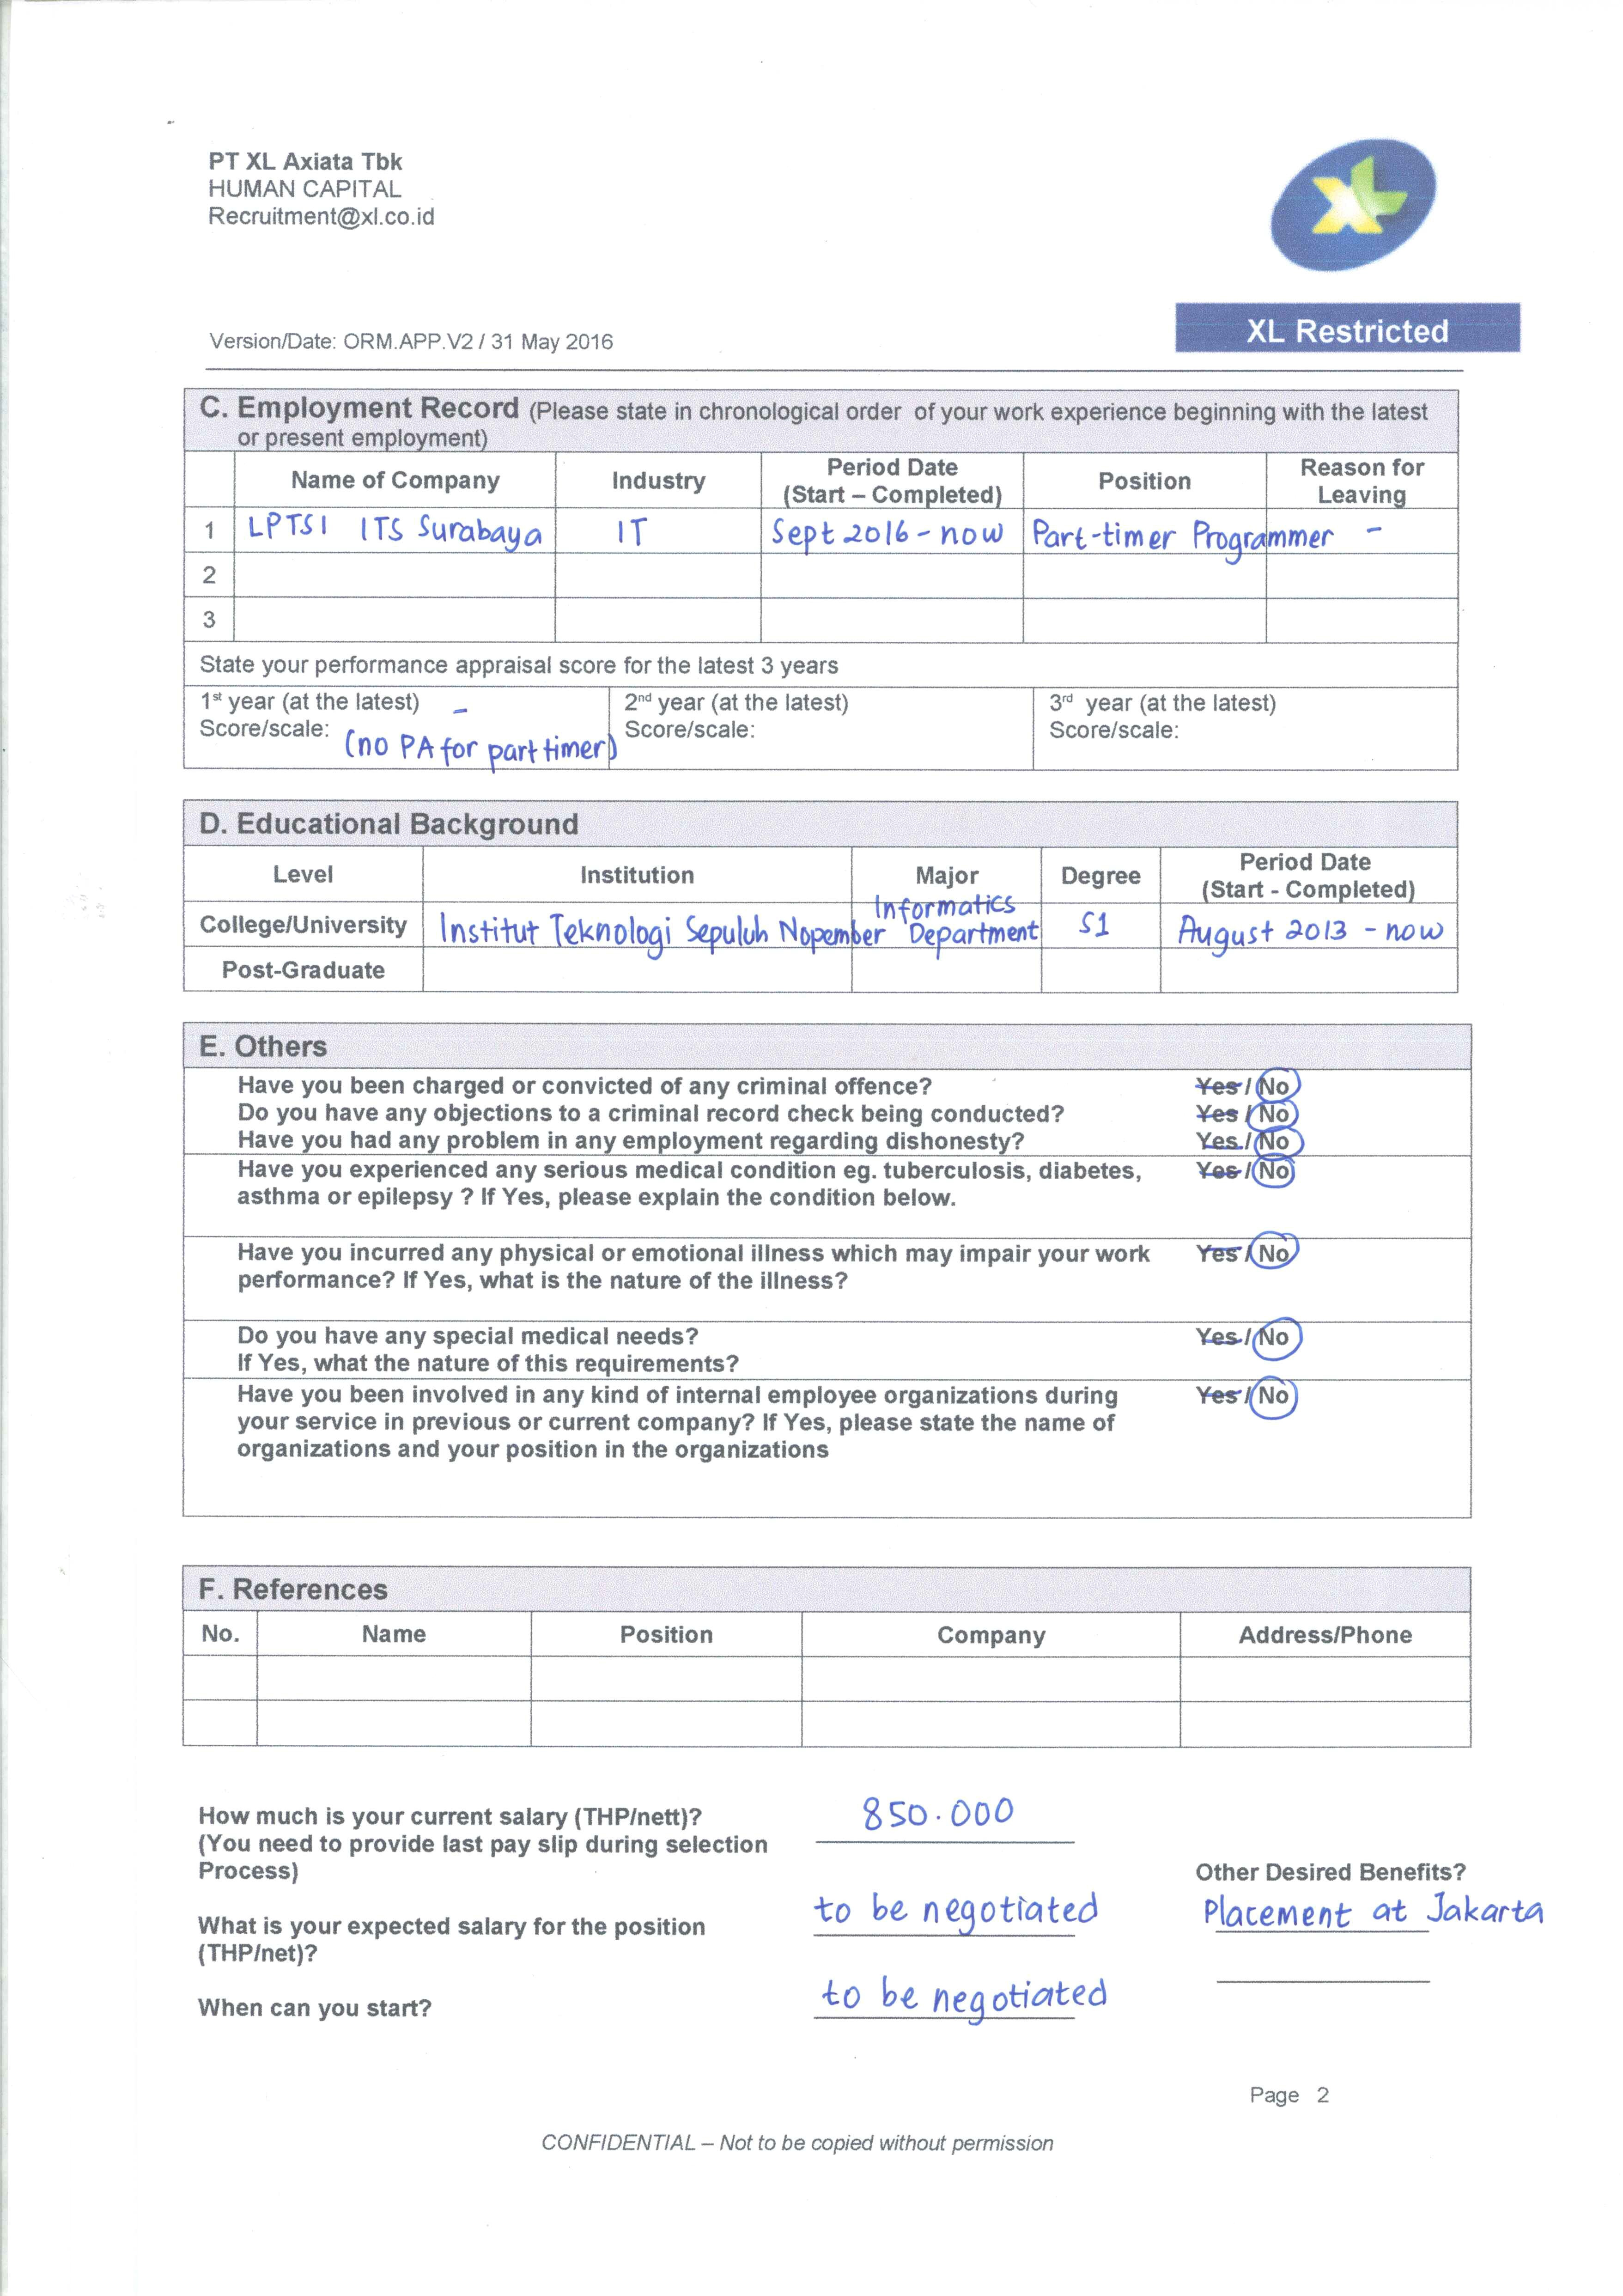 PT XL Axiata Tbk
HUMAN CAPITAL
Recruitment@xl.co.id
XL
XL Restricted
Version/Date: ORM.APP.V2 / 31 May 2016
C. Employment Record (Please state in chronological order of your work experience beginning with the latest
or present employment)
Name of Company Industry Period Date (Start – Completed) Position Reason for Leaving
1 LPTSI ITS Surabaya IT Sept 2016 - now Part-timer Programmer -
2
3
State your performance appraisal score for the latest 3 years
1st year (at the latest) - 2nd year (at the latest) 3rd year (at the latest)
Score/scale: (no PA for part timer) Score/scale: Score/scale:
D. Educational Background
Level Institution Major Degree Period Date (Start - Completed)
College/University Institut Teknologi Sepuluh Nopember Informatics Department S1 August 2013 - now
Post-Graduate
E. Others
Have you been charged or convicted of any criminal offence? Yes / No
Do you have any objections to a criminal record check being conducted? Yes / No
Have you had any problem in any employment regarding dishonesty? Yes / No
Have you experienced any serious medical condition eg. tuberculosis, diabetes, Yes / No
asthma or epilepsy ? If Yes, please explain the condition below.
Have you incurred any physical or emotional illness which may impair your work Yes / No
performance? If Yes, what is the nature of the illness?
Do you have any special medical needs? Yes / No
If Yes, what the nature of this requirements?
Have you been involved in any kind of internal employee organizations during Yes / No
your service in previous or current company? If Yes, please state the name of
organizations and your position in the organizations
F. References
No. Name Position Company Address/Phone
How much is your current salary (THP/nett)? 850.000
(You need to provide last pay slip during selection
Process)
Other Desired Benefits?
What is your expected salary for the position to be negotiated Placement at Jakarta
(THP/net)?
When can you start? to be negotiated
Page 2
CONFIDENTIAL – Not to be copied without permission